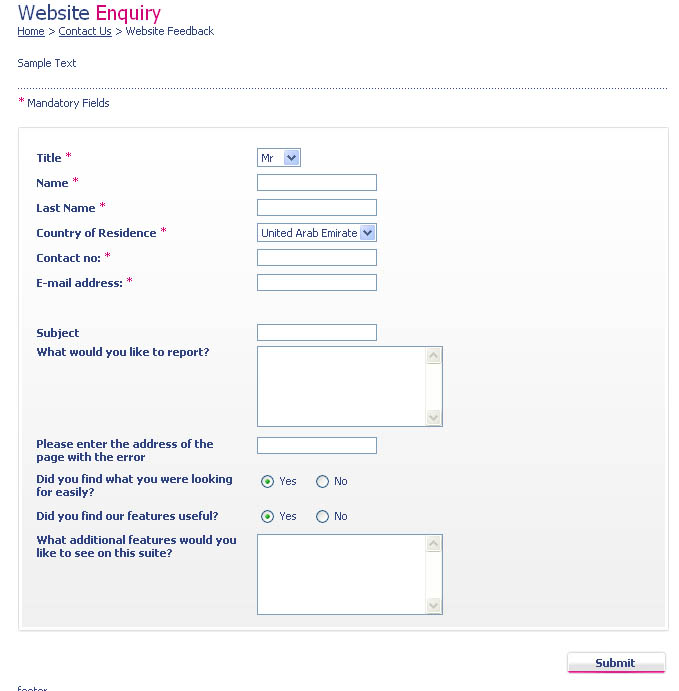 Website Enquiry
Home > Contact Us > Website Feedback
Sample Text
* Mandatory Fields
Title * Mr
Name *
Last Name *
Country of Residence * United Arab Emirate
Contact no: *
E-mail address: *
Subject
What would you like to report?
Please enter the address of the
page with the error
Did you find what you were looking
for easily? Yes No
Did you find our features useful? Yes No
What additional features would you
like to see on this suite?
Submit
footer